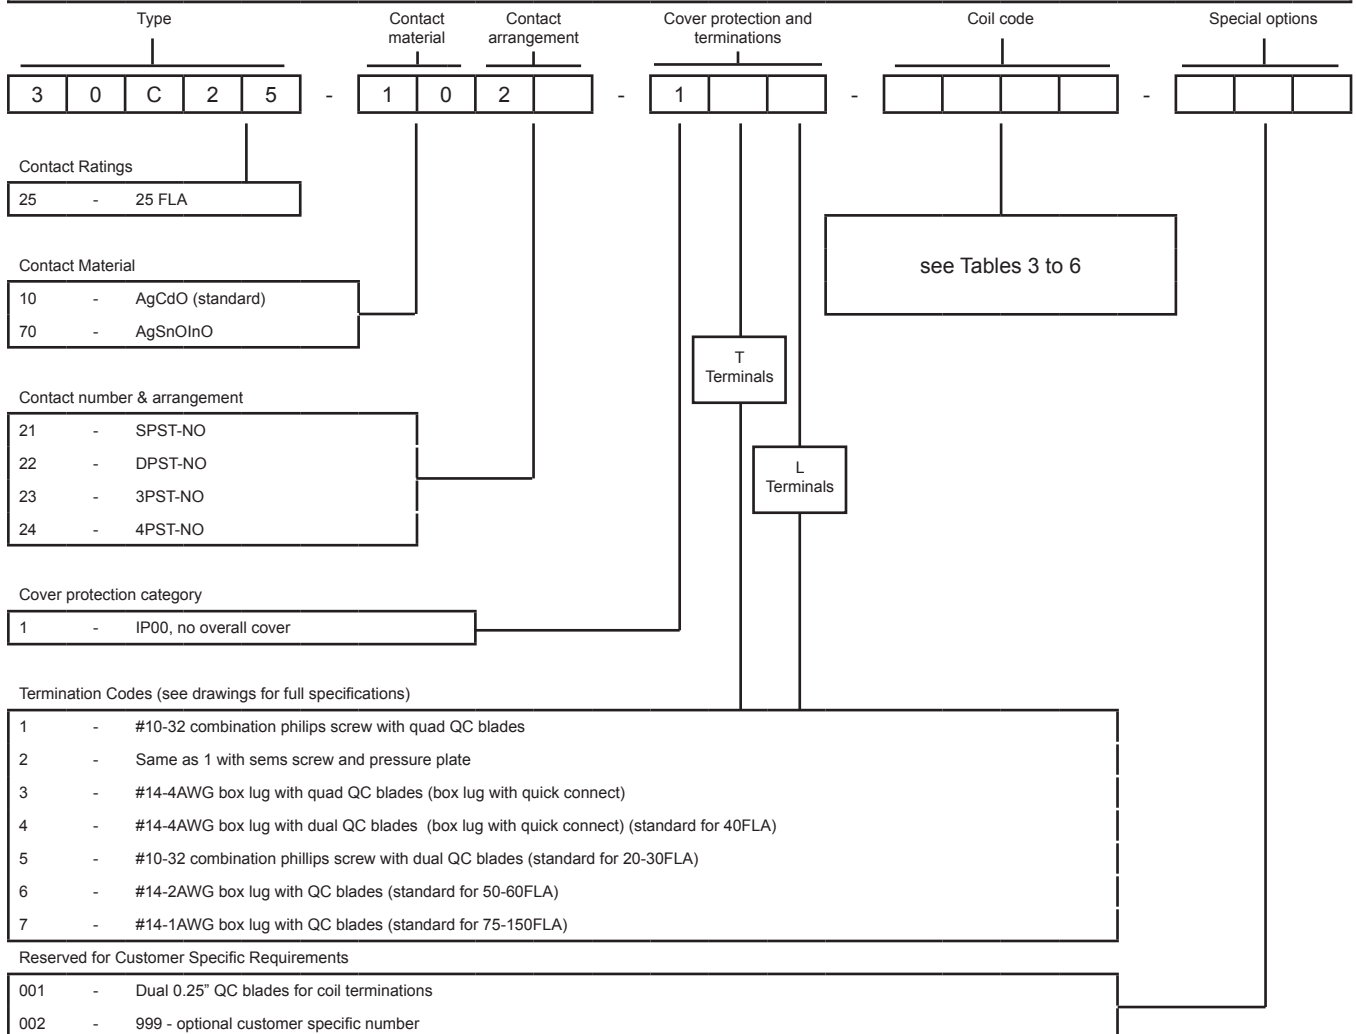 Type Contact material Contact arrangement Cover protection and terminations Coil code Special options
3 0 C 2 5 - 1 0 2 - 1 - -
Contact Ratings
25 - 25 FLA
Contact Material
10 - AgCdO (standard)
70 - AgSnOInO
see Tables 3 to 6
T
Terminals
Contact number & arrangement
21 - SPST-NO
22 - DPST-NO
23 - 3PST-NO
24 - 4PST-NO
L
Terminals
Cover protection category
1 - IP00, no overall cover
Termination Codes (see drawings for full specifications)
1 - #10-32 combination philips screw with quad QC blades
2 - Same as 1 with sems screw and pressure plate
3 - #14-4AWG box lug with quad QC blades (box lug with quick connect)
4 - #14-4AWG box lug with dual QC blades (box lug with quick connect) (standard for 40FLA)
5 - #10-32 combination phillips screw with dual QC blades (standard for 20-30FLA)
6 - #14-2AWG box lug with QC blades (standard for 50-60FLA)
7 - #14-1AWG box lug with QC blades (standard for 75-150FLA)
Reserved for Customer Specific Requirements
001 - Dual 0.25” QC blades for coil terminations
002 - 999 - optional customer specific number